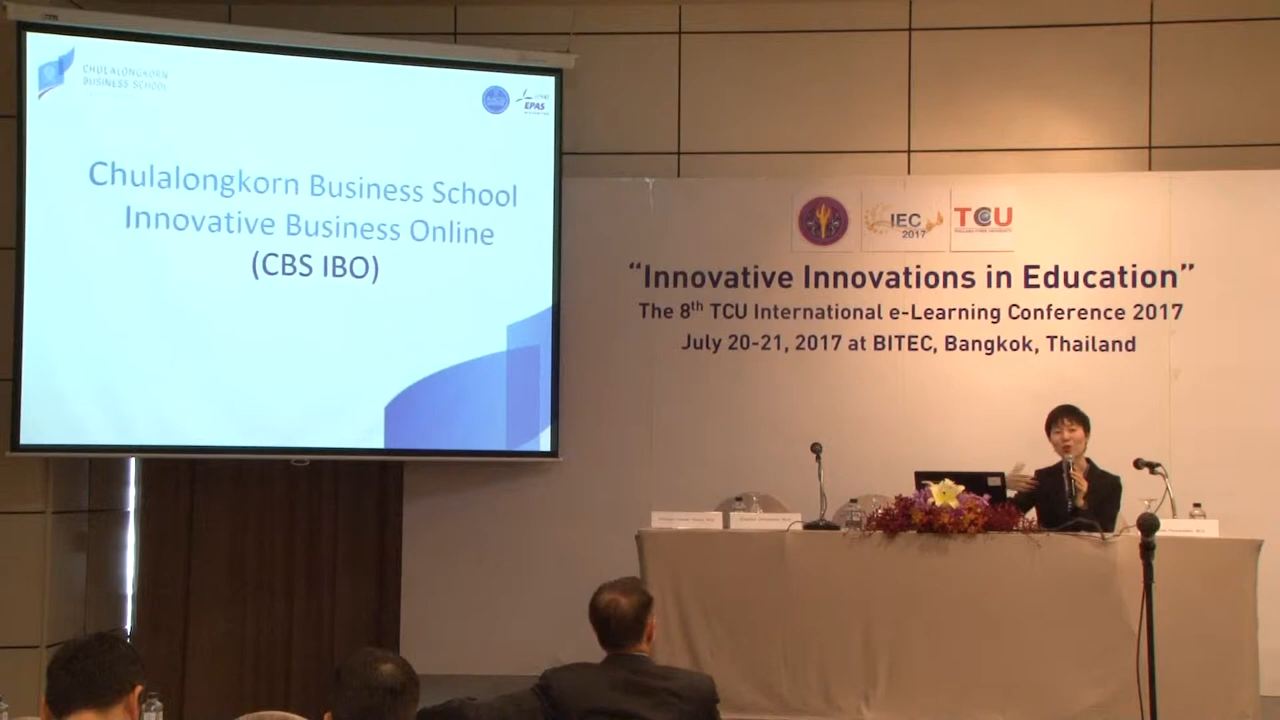 CHULALONGKORN
BUSINESS SCHOOL
EPAS
Chulalongkorn Business School
Innovative Business Online
(CBS IBO)
IEC
2017
TCU
“Innovative Innovations in Education”
The 8th TCU International e-Learning Conference 2017
July 20-21, 2017 at BITEC, Bangkok, Thailand